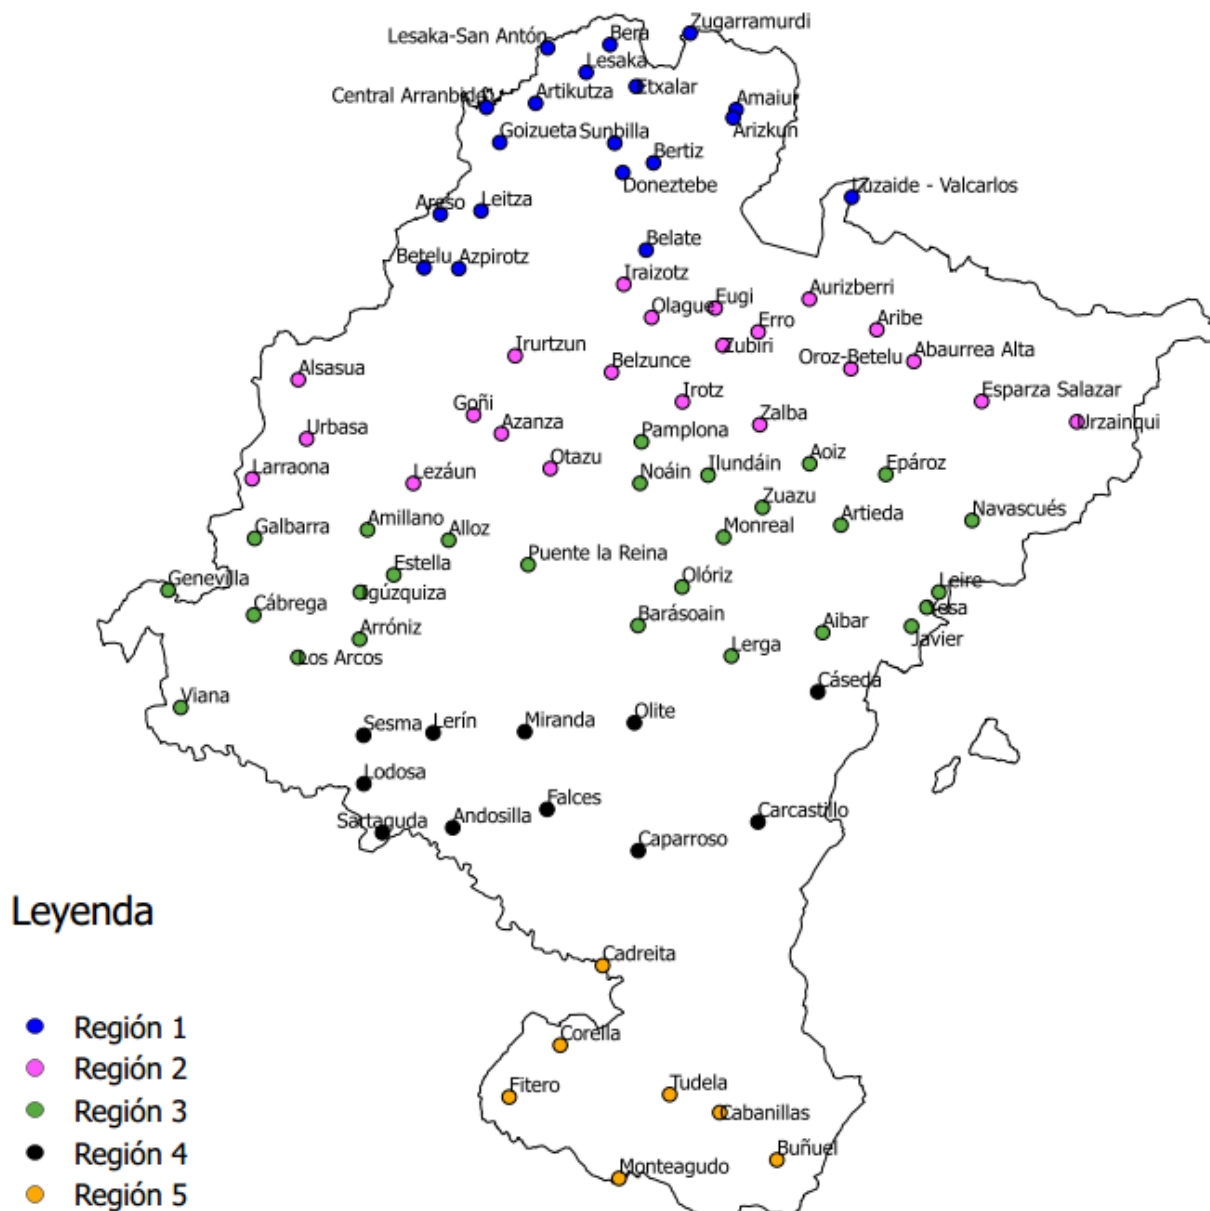 Zugarramurdi
Lesaka-San Antón
Bera
Lesaka
Etxalar
Central Arranbide
Artikutza
Amaiur
Arizkun
Goizueta
Sunbilla
Bertiz
Doneztebe
Luzaide - Valcarlos
Areso
Leitza
Belate
Betelu
Azpirotz
Iraizotz
Aurizberri
Eugi
Olague
Erro
Aribe
Zubiri
Irurtzun
Belzunce
Oroz-Betelu
Abaurrea Alta
Alsasua
Irotz
Esparza Salazar
Goñi
Zalba
Urzainqui
Urbasa
Azanza
Pamplona
Otazu
Larraona
Lezáun
Noáin
Ilundáin
Aoiz
Epároz
Zuazu
Galbarra
Amillano
Alloz
Monreal
Artieda
Navascués
Puente la Reina
Estella
Genevilla
Igúzquiza
Olóriz
Leire
Cábrega
Yesa
Barásoain
Aibar
Javier
Arróniz
Lerga
Los Arcos
Cáseda
Viana
Sesma
Lerín
Miranda
Olite
Lodosa
Falces
Carcastillo
Sartaguda
Andosilla
Caparroso
Leyenda
Cadreita
Región 1
Corella
Región 2
Fitero
Tudela
Región 3
Cabanillas
Región 4
Buñuel
Monteagudo
Región 5